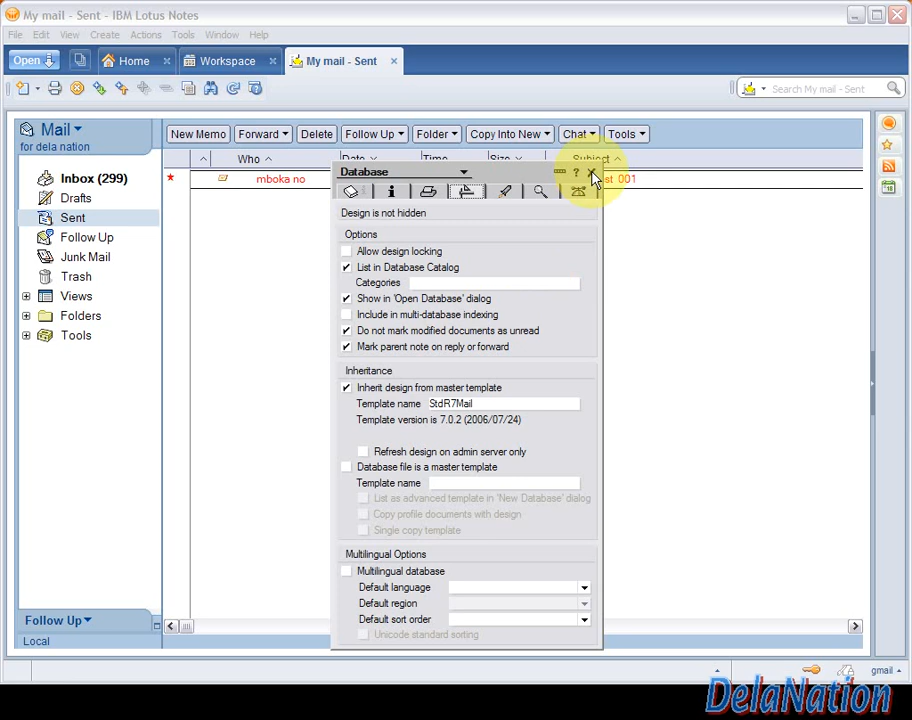 My mail - Sent - IBM Lotus Notes
File Edit View Create Actions Tools Window Help
Open Home Workspace My mail - Sent
Search My mail - Sent
Mail
for dela nation
New Memo Forward Delete Follow Up Folder Copy Into New Chat Tools
Who Date Time Size Subject
mboka no st 001
Inbox (299)
Drafts
Sent
Follow Up
Junk Mail
Trash
Views
Folders
Tools
Database
Design is not hidden
Options
Allow design locking
List in Database Catalog
Categories
Show in 'Open Database' dialog
Include in multi-database indexing
Do not mark modified documents as unread
Mark parent note on reply or forward
Inheritance
Inherit design from master template
Template name StdR7Mail
Template version is 7.0.2 (2006/07/24)
Refresh design on admin server only
Database file is a master template
Template name
List as advanced template in 'New Database' dialog
Copy profile documents with design
Single copy template
Multilingual Options
Multilingual database
Default language
Default region
Default sort order
Unicode standard sorting
Follow Up
Local
gmail
DelaNation